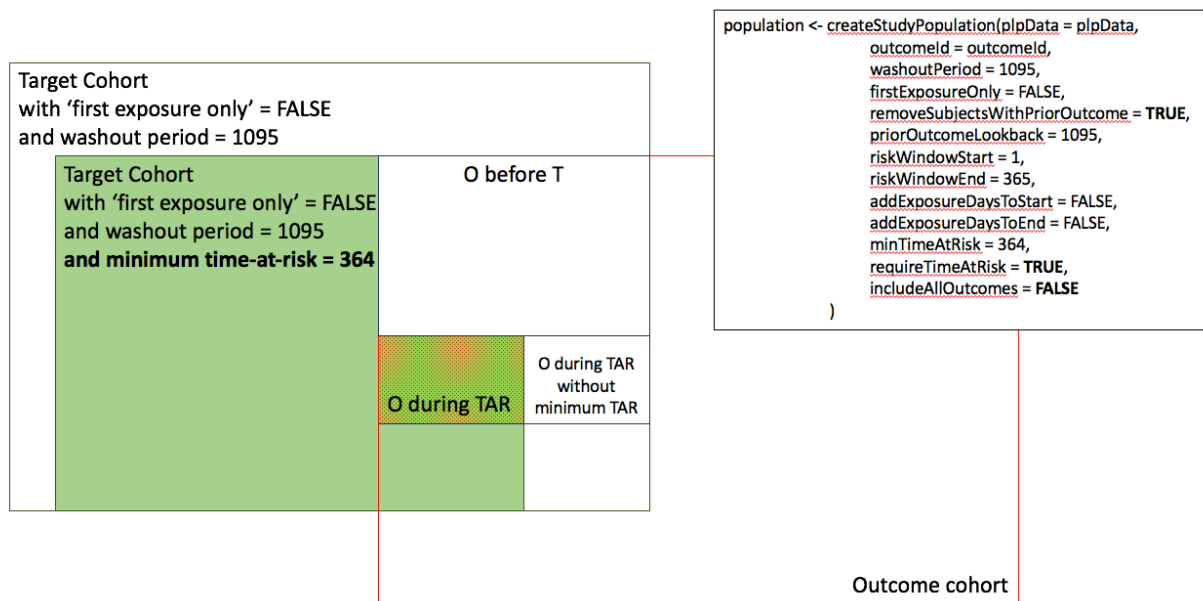 Target Cohort
with ‘first exposure only’ = FALSE
and washout period = 1095
Target Cohort
with ‘first exposure only’ = FALSE
and washout period = 1095
and minimum time-at-risk = 364
O before T
O during TAR
O during TAR
without
minimum TAR
population <- createStudyPopulation(plpData = plpData,
outcomeId = outcomeId,
washoutPeriod = 1095,
firstExposureOnly = FALSE,
removeSubjectsWithPriorOutcome = TRUE,
priorOutcomeLookback = 1095,
riskWindowStart = 1,
riskWindowEnd = 365,
addExposureDaysToStart = FALSE,
addExposureDaysToEnd = FALSE,
minTimeAtRisk = 364,
requireTimeAtRisk = TRUE,
includeAllOutcomes = FALSE
)
Outcome cohort